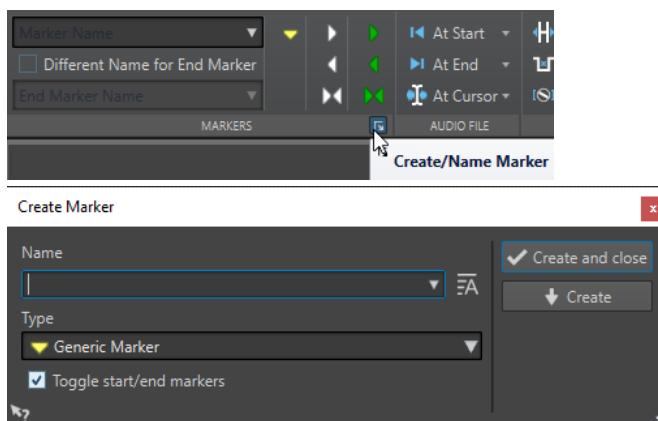 Marker Name
At Start
Different Name for End Marker
At End
End Marker Name
At Cursor
MARKERS
AUDIO FILE
Create/Name Marker
Create Marker
x
Name
Create and close
Create
Type
Generic Marker
Toggle start/end markers